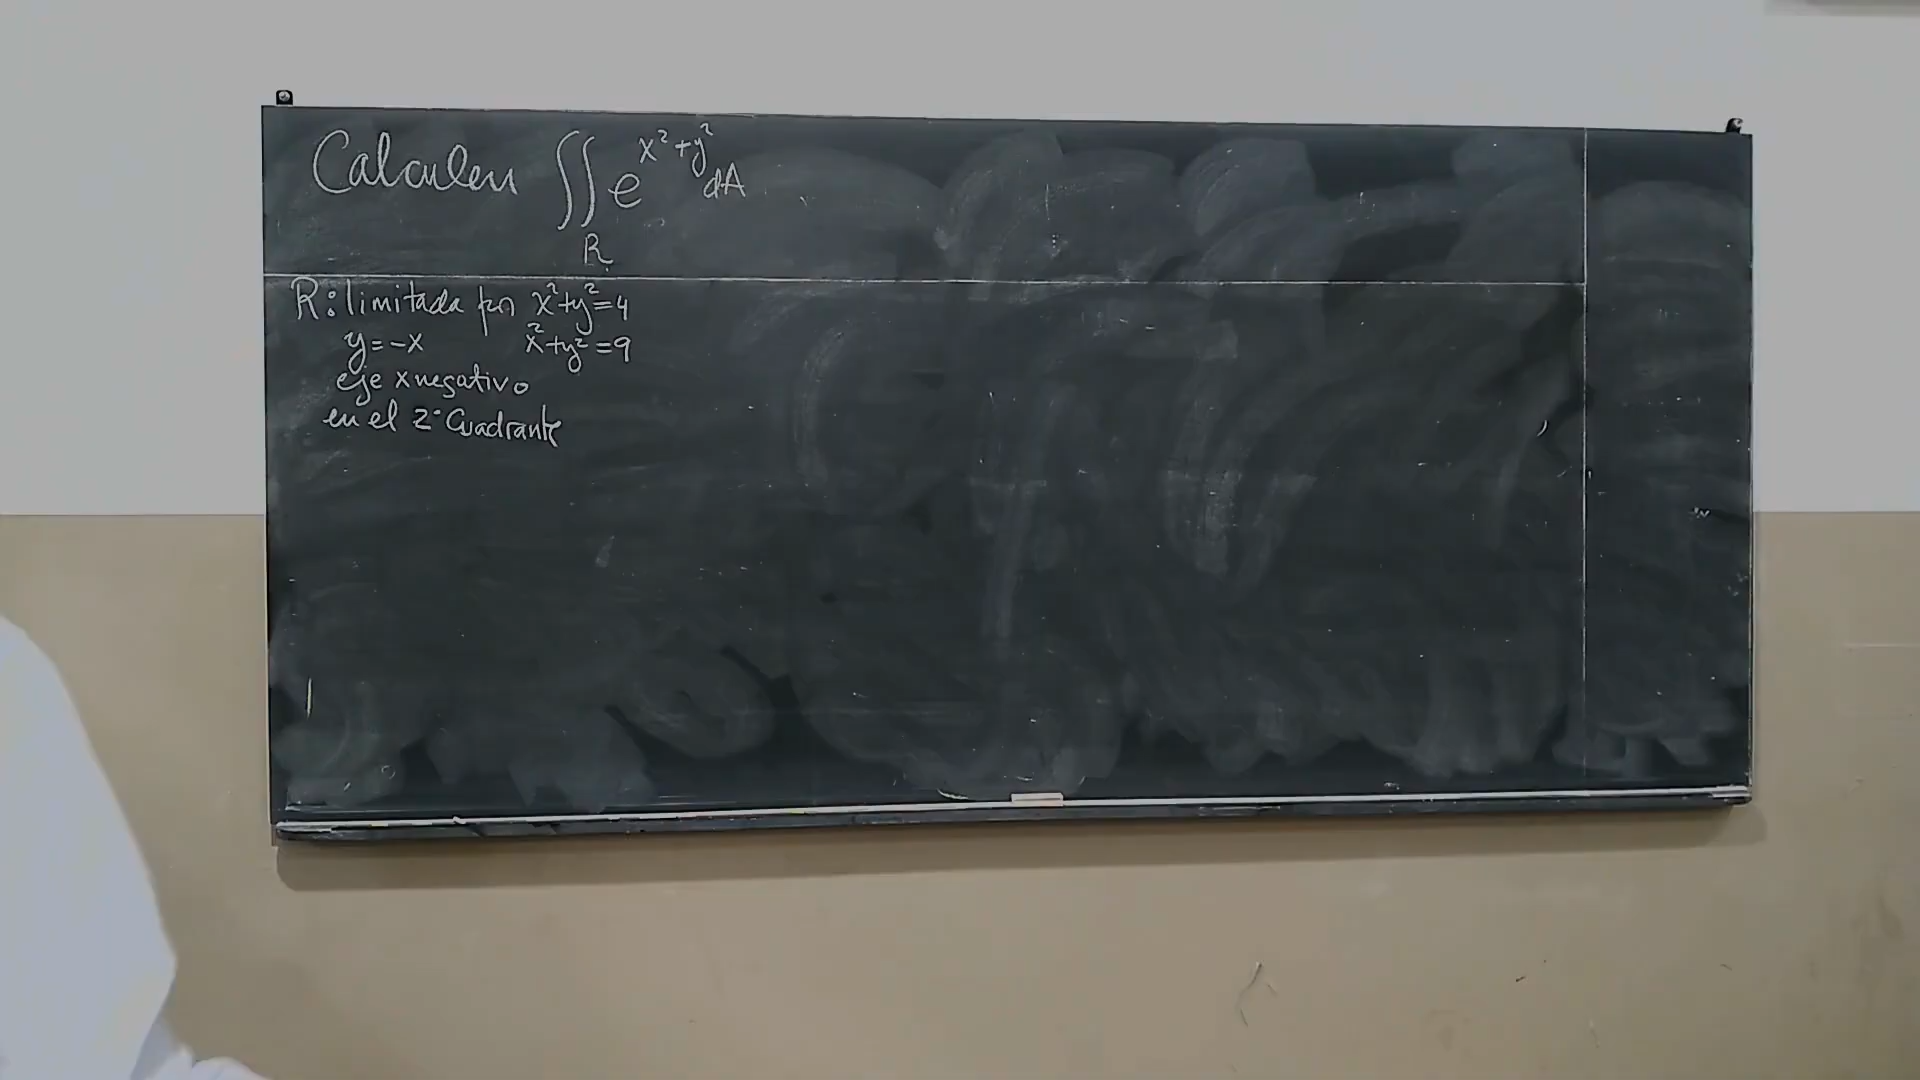 Calculen ∬ e^{x²+y²} dA
R
R: limitada por x²+y²=4
y=-x x²+y²=9
eje x negativo
en el 2° Cuadrante